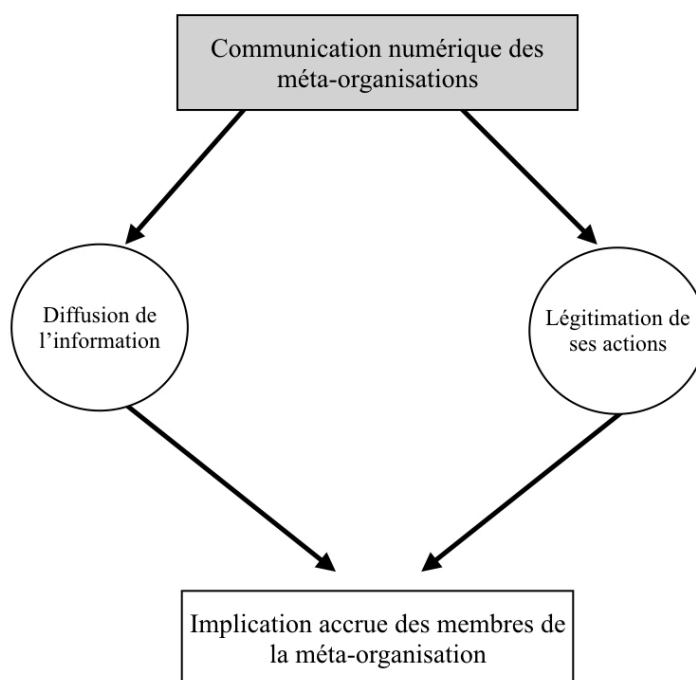 Communication numérique des
méta-organisations
Diffusion de
l’information
Légitimation de
ses actions
Implication accrue des membres de
la méta-organisation